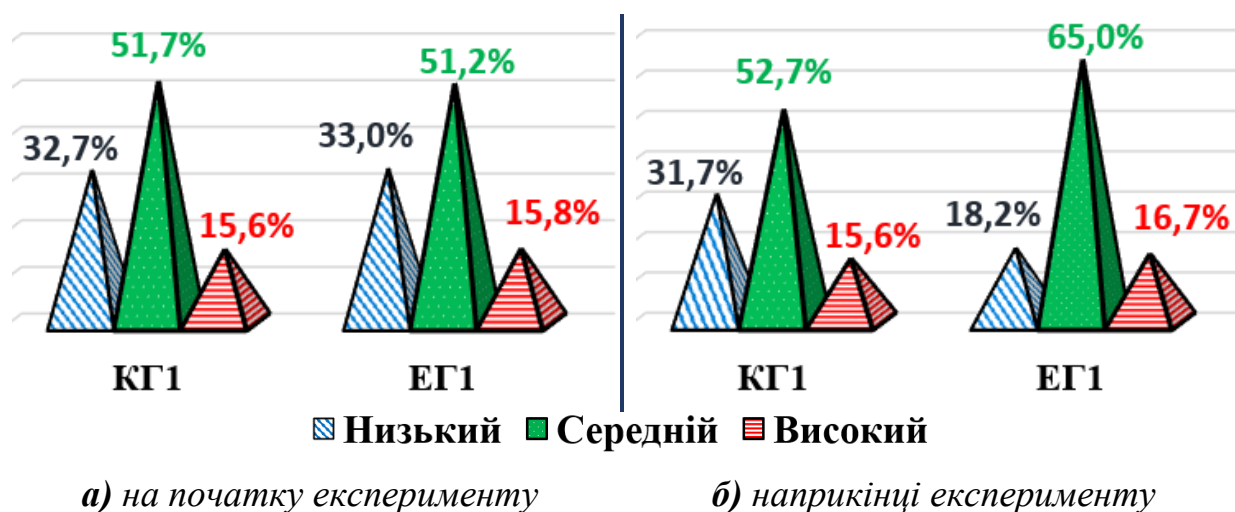 51,7%
51,2%
32,7%
33,0%
15,6%
15,8%
КГ1
ЕГ1
65,0%
52,7%
31,7%
18,2%
15,6%
16,7%
КГ1
ЕГ1
Низький Середній Високий
а) на початку експерименту
б) наприкінці експерименту